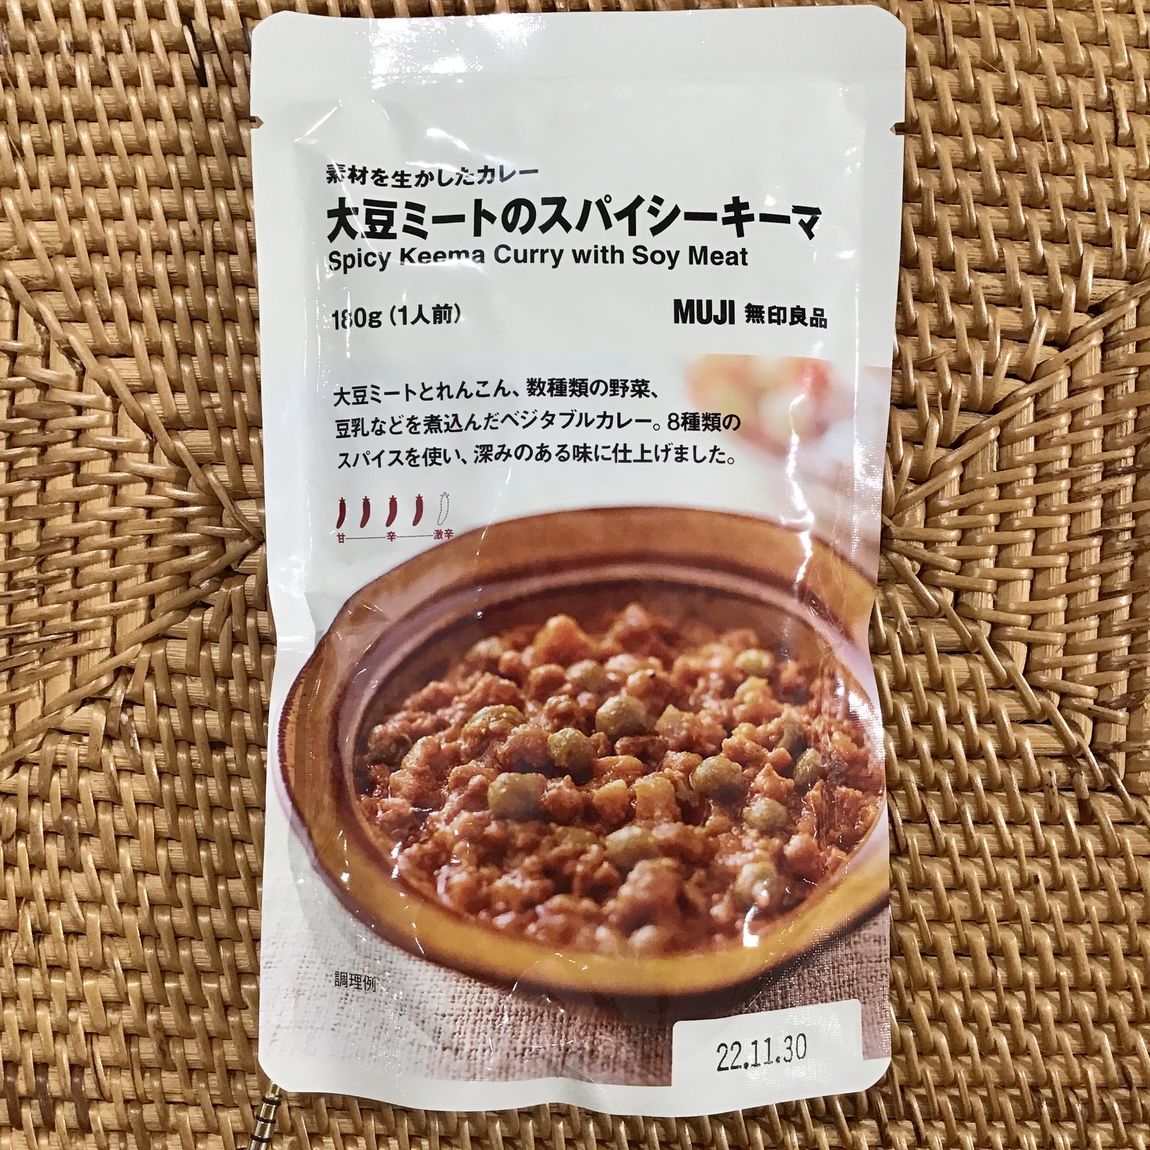 素材を生かしたカレー
大豆ミートのスパイシーキーマ
Spicy Keema Curry with Soy Meat
180g（1人前）
MUJI 無印良品
大豆ミートとれんこん、数種類の野菜、
豆乳などを煮込んだベジタブルカレー。8種類の
スパイスを使い、深みのある味に仕上げました。
甘 辛 激辛
調理例
22.11.30